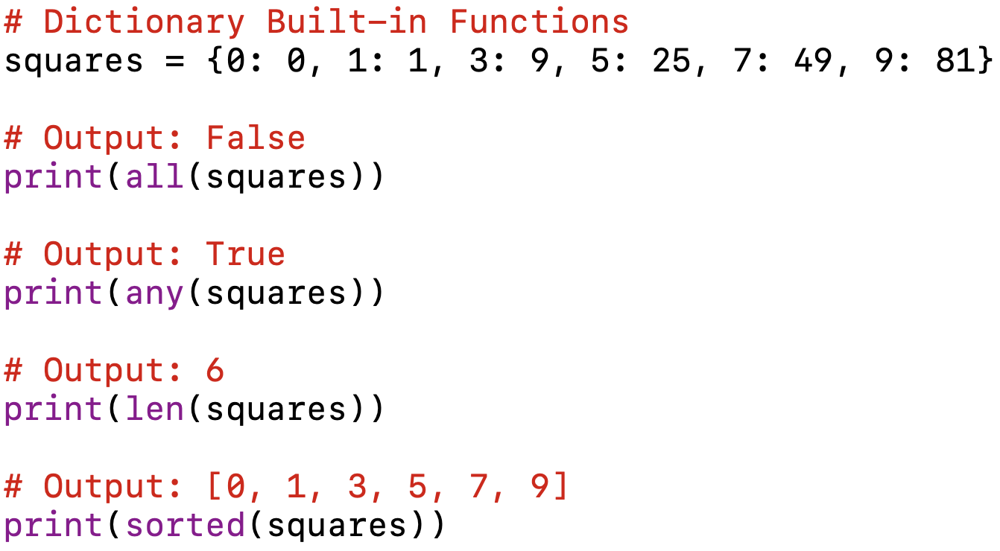 # Dictionary Built-in Functions
squares = {0: 0, 1: 1, 3: 9, 5: 25, 7: 49, 9: 81}
# Output: False
print(all(squares))
# Output: True
print(any(squares))
# Output: 6
print(len(squares))
# Output: [0, 1, 3, 5, 7, 9]
print(sorted(squares))